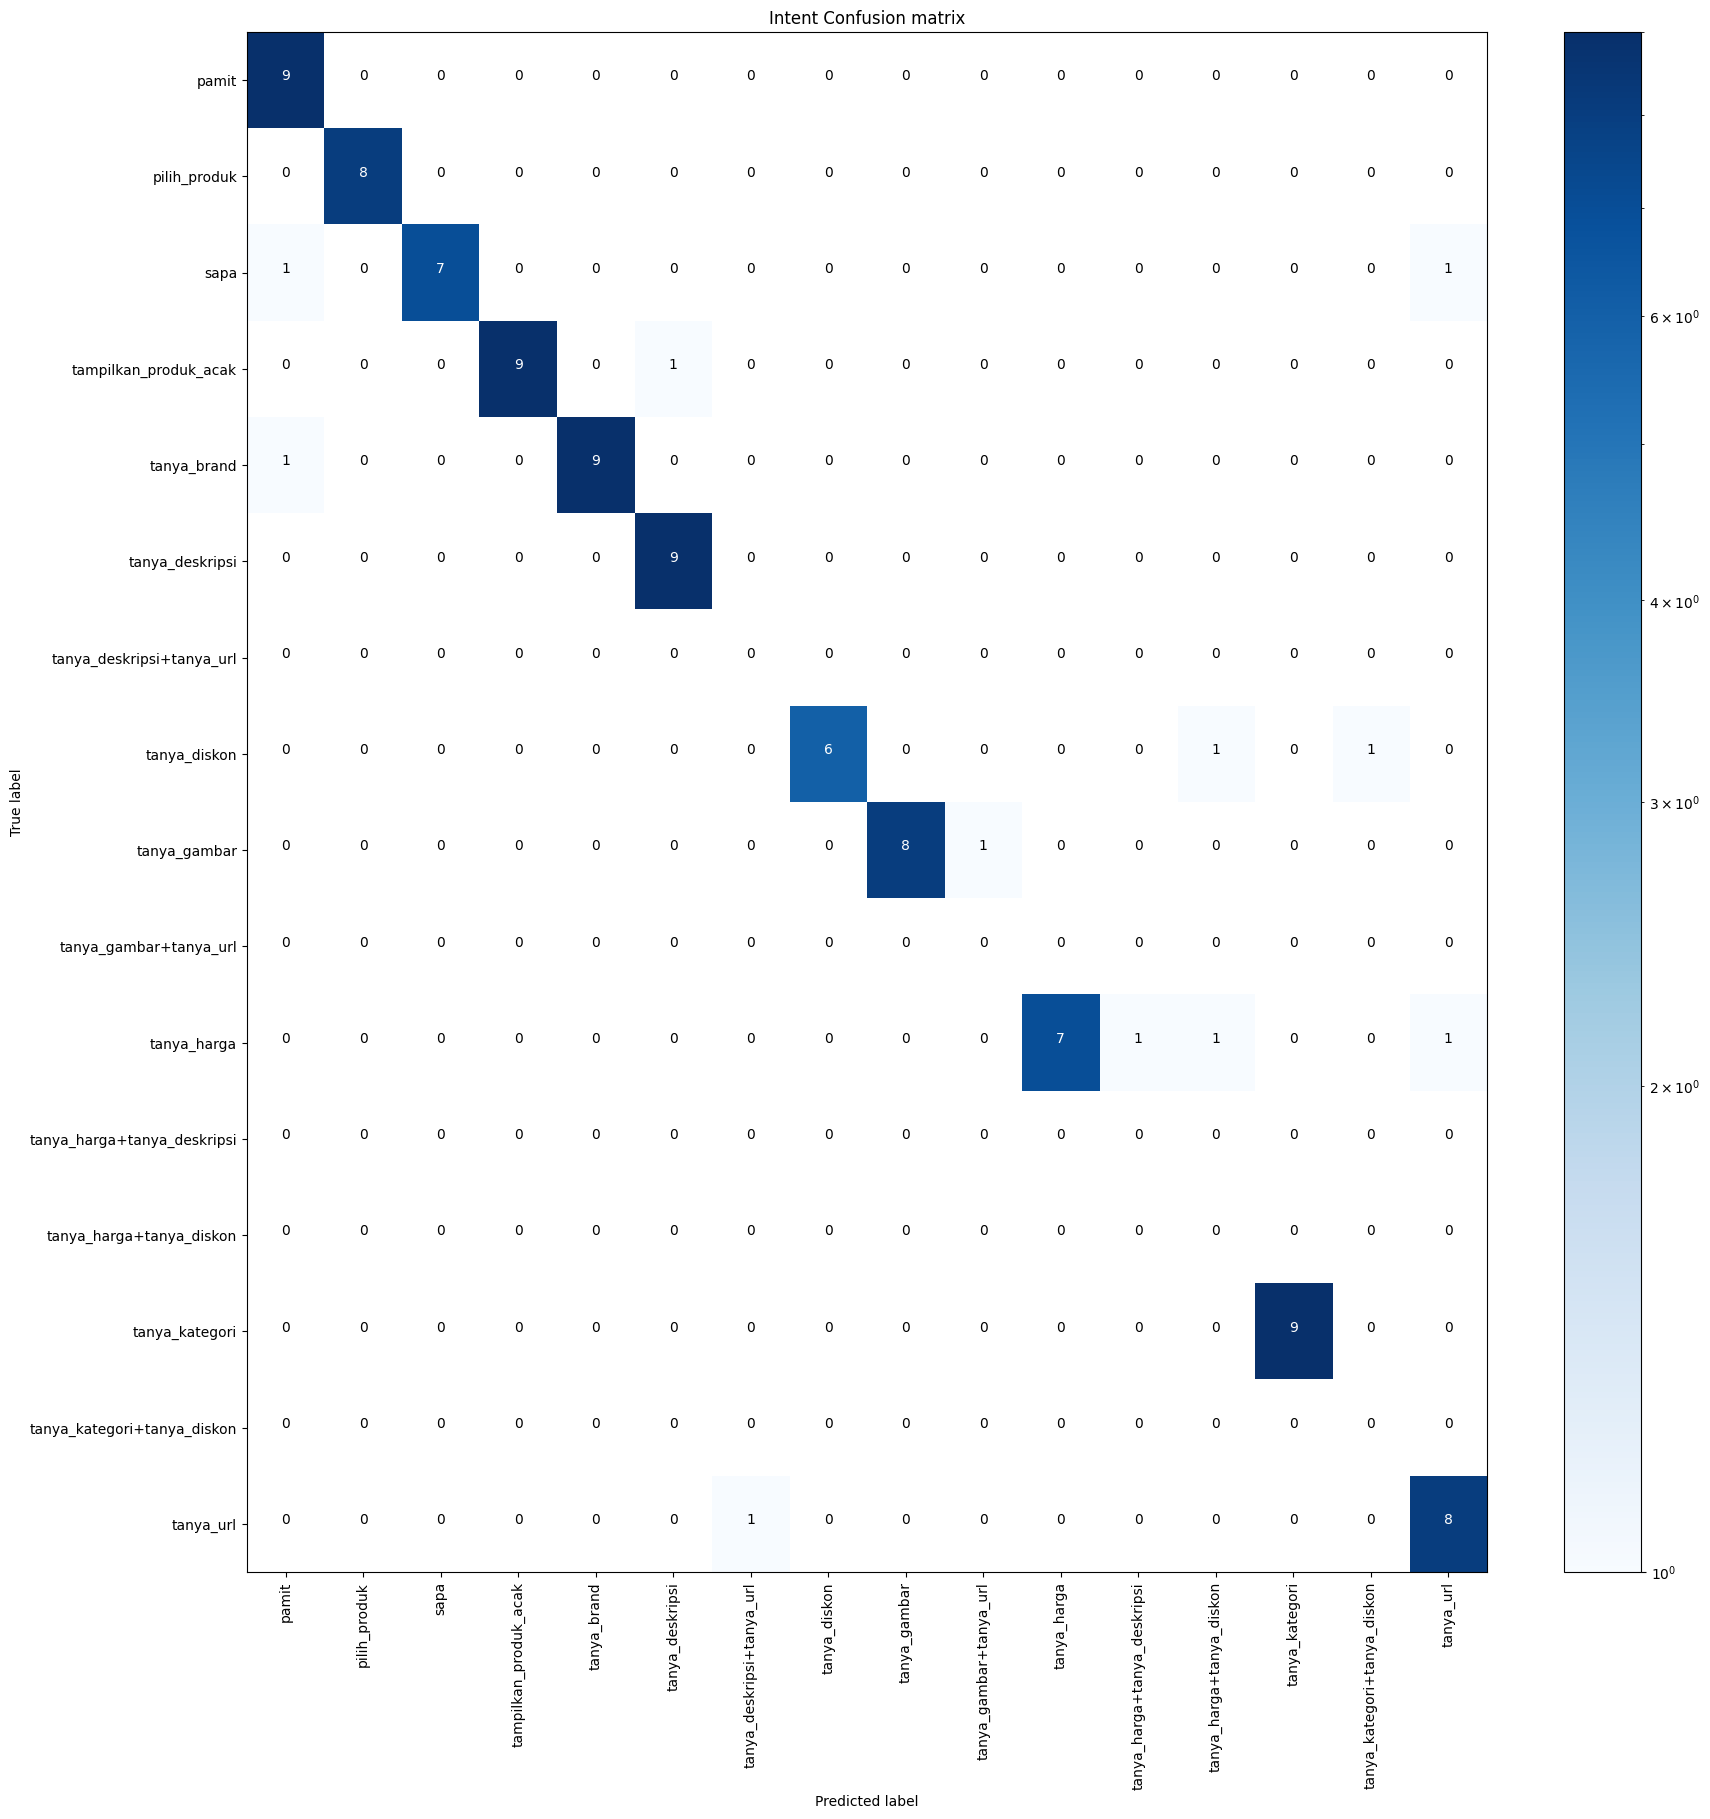 Intent Confusion matrix
pamit 9 0 0 0 0 0 0 0 0 0 0 0 0 0 0 0
pilih_produk 0 8 0 0 0 0 0 0 0 0 0 0 0 0 0 0
sapa 1 0 7 0 0 0 0 0 0 0 0 0 0 0 0 1
tampilkan_produk_acak 0 0 0 9 0 1 0 0 0 0 0 0 0 0 0 0
tanya_brand 1 0 0 0 9 0 0 0 0 0 0 0 0 0 0 0
tanya_deskripsi 0 0 0 0 0 9 0 0 0 0 0 0 0 0 0 0
tanya_deskripsi+tanya_url 0 0 0 0 0 0 0 0 0 0 0 0 0 0 0 0
tanya_diskon 0 0 0 0 0 0 0 6 0 0 0 0 1 0 1 0
tanya_gambar 0 0 0 0 0 0 0 0 8 1 0 0 0 0 0 0
tanya_gambar+tanya_url 0 0 0 0 0 0 0 0 0 0 0 0 0 0 0 0
tanya_harga 0 0 0 0 0 0 0 0 0 0 7 1 1 0 0 1
tanya_harga+tanya_deskripsi 0 0 0 0 0 0 0 0 0 0 0 0 0 0 0 0
tanya_harga+tanya_diskon 0 0 0 0 0 0 0 0 0 0 0 0 0 0 0 0
tanya_kategori 0 0 0 0 0 0 0 0 0 0 0 0 0 9 0 0
tanya_kategori+tanya_diskon 0 0 0 0 0 0 0 0 0 0 0 0 0 0 0 0
tanya_url 0 0 0 0 0 0 1 0 0 0 0 0 0 0 0 8
True label
pamit
pilih_produk
sapa
tampilkan_produk_acak
tanya_brand
tanya_deskripsi
tanya_deskripsi+tanya_url
tanya_diskon
tanya_gambar
tanya_gambar+tanya_url
tanya_harga
tanya_harga+tanya_deskripsi
tanya_harga+tanya_diskon
tanya_kategori
tanya_kategori+tanya_diskon
tanya_url
Predicted label
6 × 10⁰
4 × 10⁰
3 × 10⁰
2 × 10⁰
10⁰